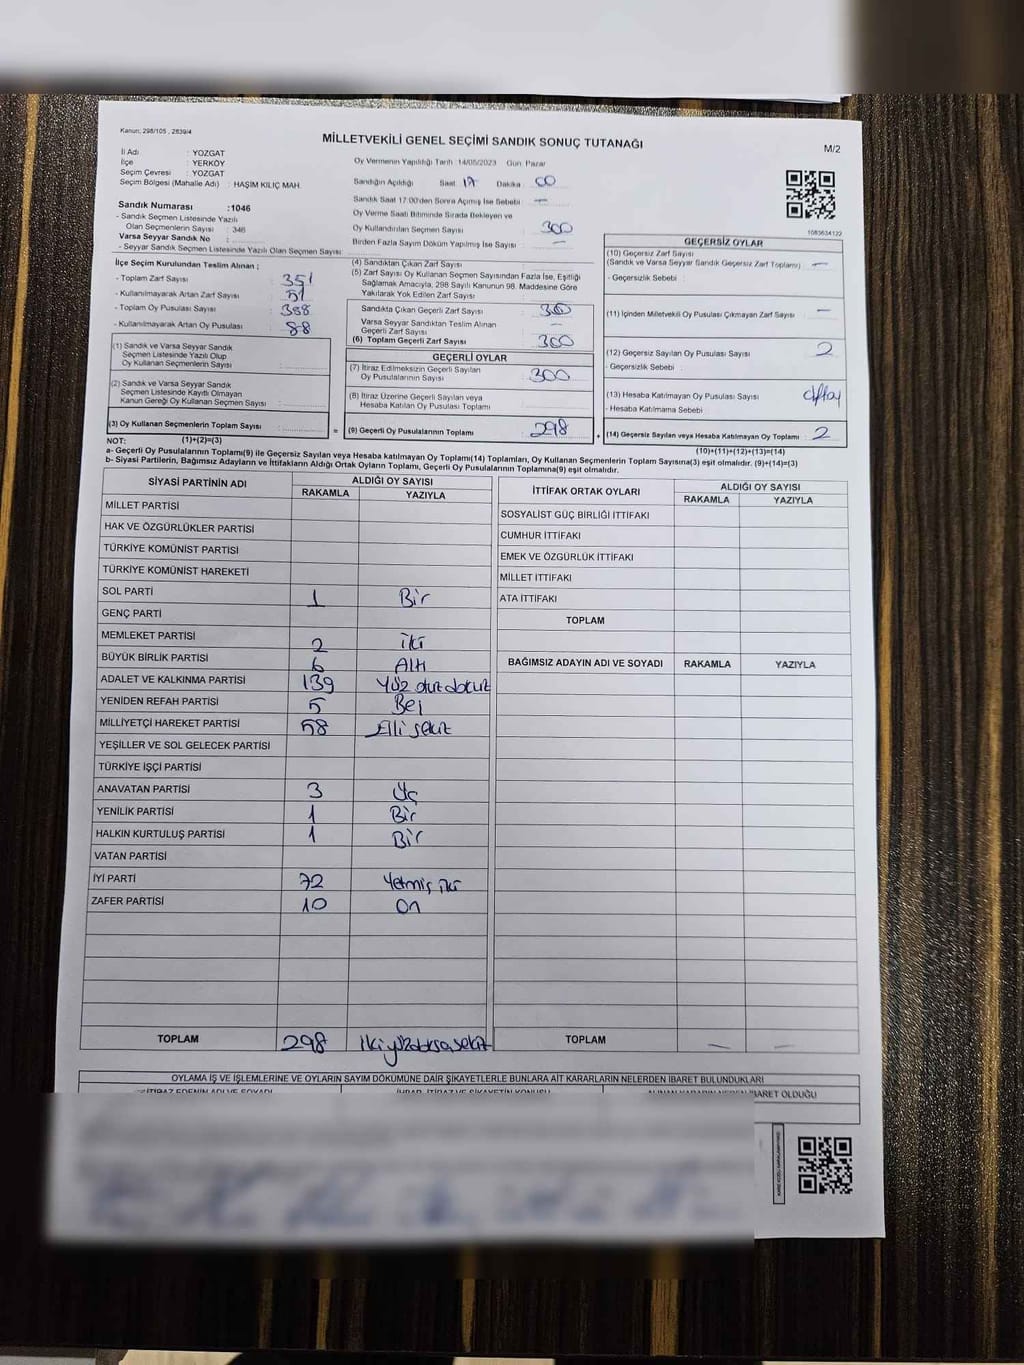 Kanun; 298/105 , 2839/4
MİLLETVEKİLİ GENEL SEÇİMİ SANDIK SONUÇ TUTANAĞI
M/2
İl Adı : YOZGAT
İlçe : YERKÖY
Seçim Çevresi : YOZGAT
Seçim Bölgesi (Mahalle Adı) : HAŞİM KILIÇ MAH.
Oy Vermenin Yapıldığı Tarih 14/05/2023 Gün Pazar
Sandığın Açıldığı Saat 17 Dakika 00
Sandık Saat 17:00'den Sonra Açılmış İse Sebebi —
Oy Verme Saati Bitiminde Sırada Bekleyen ve
Oy Kullandırılan Seçmen Sayısı : 300
Birden Fazla Sayım Döküm Yapılmış İse Sayısı : —
Sandık Numarası :1046
- Sandık Seçmen Listesinde Yazılı
Olan Seçmenlerin Sayısı : 346
Varsa Seyyar Sandık No :
- Seyyar Sandık Seçmen Listesinde Yazılı Olan Seçmen Sayısı :
1083634122
İlçe Seçim Kurulundan Teslim Alınan ;
- Toplam Zarf Sayısı : 351
- Kullanılmayarak Artan Zarf Sayısı : 51
- Toplam Oy Pusulası Sayısı : 388
- Kullanılmayarak Artan Oy Pusulası : 88
(1) Sandık ve Varsa Seyyar Sandık
Seçmen Listesinde Yazılı Olup
Oy Kullanan Seçmenlerin Sayısı :
(2) Sandık ve Varsa Seyyar Sandık
Seçmen Listesinde Kayıtlı Olmayan
Kanun Gereği Oy Kullanan Seçmen Sayısı :
(3) Oy Kullanan Seçmenlerin Toplam Sayısı :
(4) Sandıktan Çıkan Zarf Sayısı :
(5) Zarf Sayısı Oy Kullanan Seçmen Sayısından Fazla İse, Eşitliği
Sağlamak Amacıyla; 298 Sayılı Kanunun 98. Maddesine Göre
Yakılarak Yok Edilen Zarf Sayısı :
Sandıkta Çıkan Geçerli Zarf Sayısı : 300
Varsa Seyyar Sandıktan Teslim Alınan
Geçerli Zarf Sayısı : —
(6) Toplam Geçerli Zarf Sayısı : 300
GEÇERLİ OYLAR
(7) İtiraz Edilmeksizin Geçerli Sayılan
Oy Pusulalarının Sayısı : 300
(8) İtiraz Üzerine Geçerli Sayılan veya
Hesaba Katılan Oy Pusulası Toplamı :
= (9) Geçerli Oy Pusulalarının Toplamı : 298 +
GEÇERSİZ OYLAR
(10) Geçersiz Zarf Sayısı
(Sandık ve Varsa Seyyar Sandık Geçersiz Zarf Toplamı) : —
- Geçersizlik Sebebi :
(11) İçinden Milletvekili Oy Pusulası Çıkmayan Zarf Sayısı : —
(12) Geçersiz Sayılan Oy Pusulası Sayısı : 2
- Geçersizlik Sebebi :
(13) Hesaba Katılmayan Oy Pusulası Sayısı :
- Hesaba Katılmama Sebebi :
(14) Geçersiz Sayılan veya Hesaba Katılmayan Oy Toplamı : 2
NOT: (1)+(2)=(3)
(10)+(11)+(12)+(13)=(14)
a- Geçerli Oy Pusulalarının Toplamı(9) ile Geçersiz Sayılan veya Hesaba Katılmayan Oy Toplamı(14) Toplamları, Oy Kullanan Seçmenlerin Toplam Sayısına(3) eşit olmalıdır. (9)+(14)=(3)
b- Siyasi Partilerin, Bağımsız Adayların ve İttifakların Aldığı Ortak Oyların Toplamı, Geçerli Oy Pusulalarının Toplamına(9) eşit olmalıdır.
SİYASİ PARTİNİN ADI
ALDIĞI OY SAYISI
RAKAMLA YAZIYLA
MİLLET PARTİSİ
HAK VE ÖZGÜRLÜKLER PARTİSİ
TÜRKİYE KOMÜNİST PARTİSİ
TÜRKİYE KOMÜNİST HAREKETİ
SOL PARTİ 1 Bir
GENÇ PARTİ
MEMLEKET PARTİSİ 2 iki
BÜYÜK BİRLİK PARTİSİ 6 Altı
ADALET VE KALKINMA PARTİSİ 139 Yüz otuz dokuz
YENİDEN REFAH PARTİSİ 5 Beş
MİLLİYETÇİ HAREKET PARTİSİ 58 Elli sekiz
YEŞİLLER VE SOL GELECEK PARTİSİ
TÜRKİYE İŞÇİ PARTİSİ
ANAVATAN PARTİSİ 3 Üç
YENİLİK PARTİSİ 1 Bir
HALKIN KURTULUŞ PARTİSİ 1 Bir
VATAN PARTİSİ
İYİ PARTİ 72 Yetmiş iki
ZAFER PARTİSİ 10 On
TOPLAM 298 İkiyüzdoksansekiz
İTTİFAK ORTAK OYLARI
ALDIĞI OY SAYISI
RAKAMLA YAZIYLA
SOSYALİST GÜÇ BİRLİĞİ İTTİFAKI
CUMHUR İTTİFAKI
EMEK VE ÖZGÜRLÜK İTTİFAKI
MİLLET İTTİFAKI
ATA İTTİFAKI
TOPLAM
BAĞIMSIZ ADAYIN ADI VE SOYADI RAKAMLA YAZIYLA
TOPLAM — —
OYLAMA İŞ VE İŞLEMLERİNE VE OYLARIN SAYIM DÖKÜMÜNE DAİR ŞİKAYETLERLE BUNLARA AİT KARARLARIN NELERDEN İBARET BULUNDUKLARI
İTİRAZ EDENİN ADI VE SOYADI
İHBAR, İTİRAZ VE ŞİKAYETİN KONUSU
ALINAN KARARIN NEDEN İBARET OLDUĞU